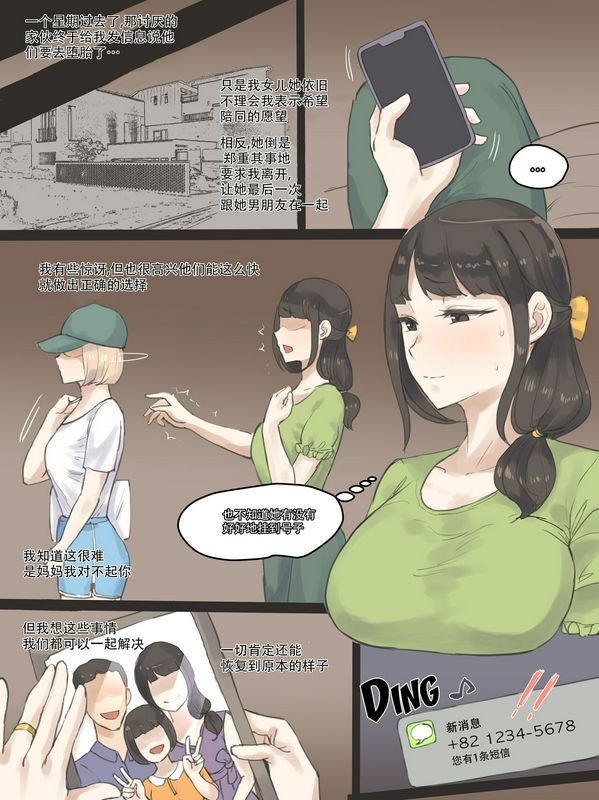 一个星期过去了,那讨厌的
家伙终于给我发信息说他
们要去堕胎了…
只是我女儿她依旧
不理会我表示希望
陪同的愿望
相反,她倒是
郑重其事地
要求我离开,
让她最后一次
跟她男朋友在一起
...
我有些惊讶,但也很高兴他们能这么快
就做出正确的选择
也不知道她有没有
好好地挂到号子
我知道这很难
是妈妈我对不起你
但我想这些事情
我们都可以一起解决
一切肯定还能
恢复到原本的样子
DING ♪
!!
新消息
+82 1234-5678
您有1条短信